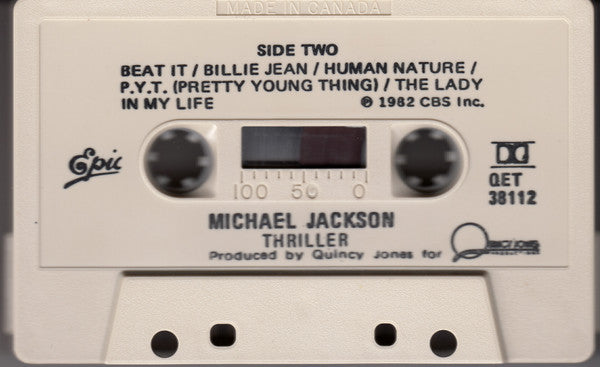 MADE IN CANADA
SIDE TWO
BEAT IT / BILLIE JEAN / HUMAN NATURE /
P.Y.T. (PRETTY YOUNG THING) / THE LADY
IN MY LIFE ℗ 1982 CBS Inc.
Epic
100 50 0
QET
38112
MICHAEL JACKSON
THRILLER
Produced by Quincy Jones for
PRODUCTIONS